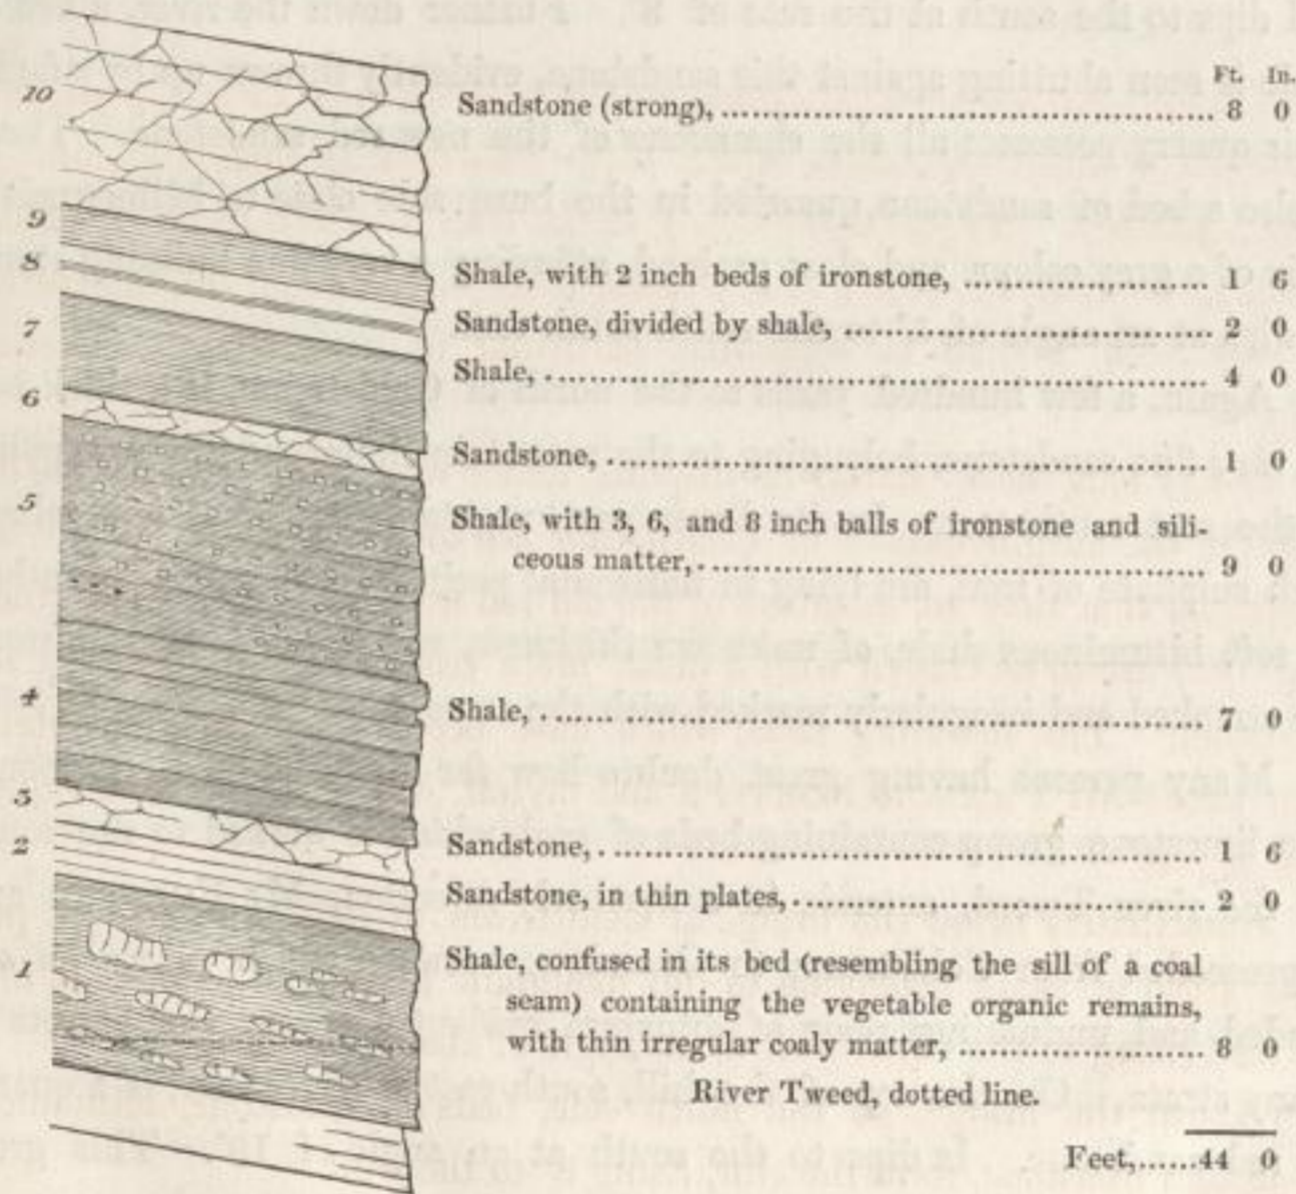 Ft. In.
10 Sandstone (strong), 8 0
9 Shale, with 2 inch beds of ironstone, 1 6
8 Sandstone, divided by shale, 2 0
7 Shale, 4 0
6 Sandstone, 1 0
5 Shale, with 3, 6, and 8 inch balls of ironstone and sili-
ceous matter, 9 0
4 Shale, 7 0
3 Sandstone, 1 6
2 Sandstone, in thin plates, 2 0
1 Shale, confused in its bed (resembling the sill of a coal
seam) containing the vegetable organic remains,
with thin irregular coaly matter, 8 0
River Tweed, dotted line.
Feet,......44 0